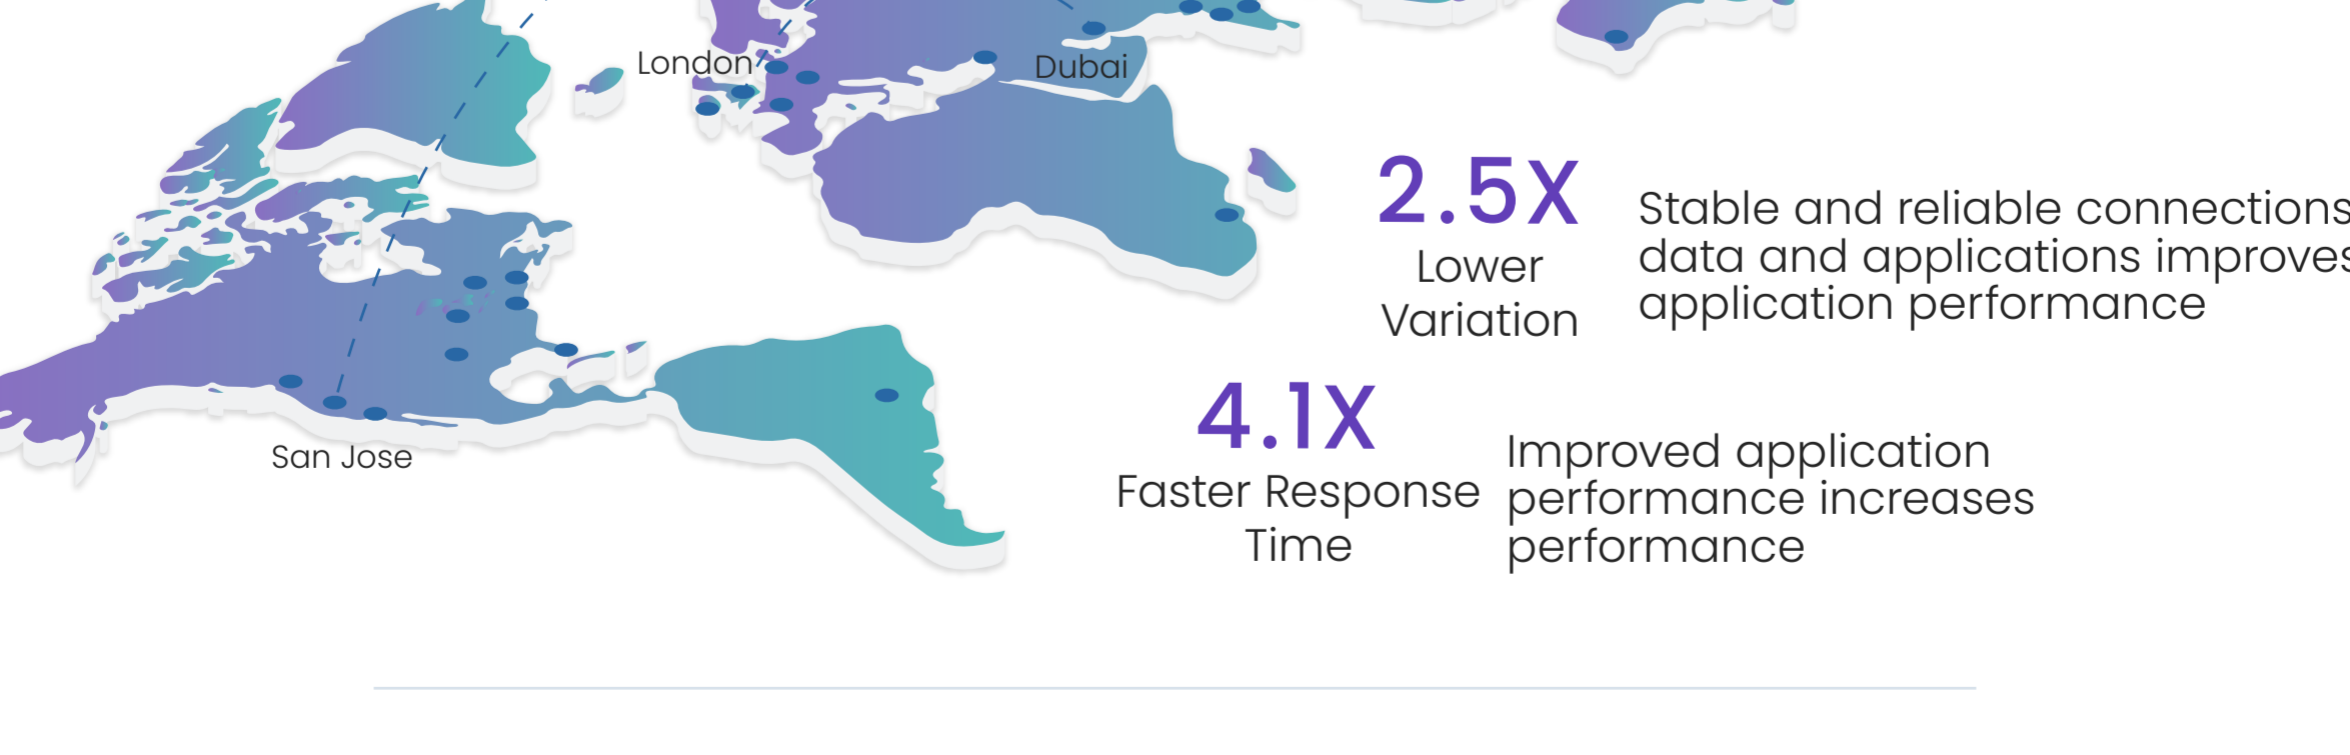 London
Dubai
San Jose
2.5X
Lower
Variation
Stable and reliable connections
data and applications improves
application performance
4.1X
Faster Response
Time
Improved application
performance increases
performance